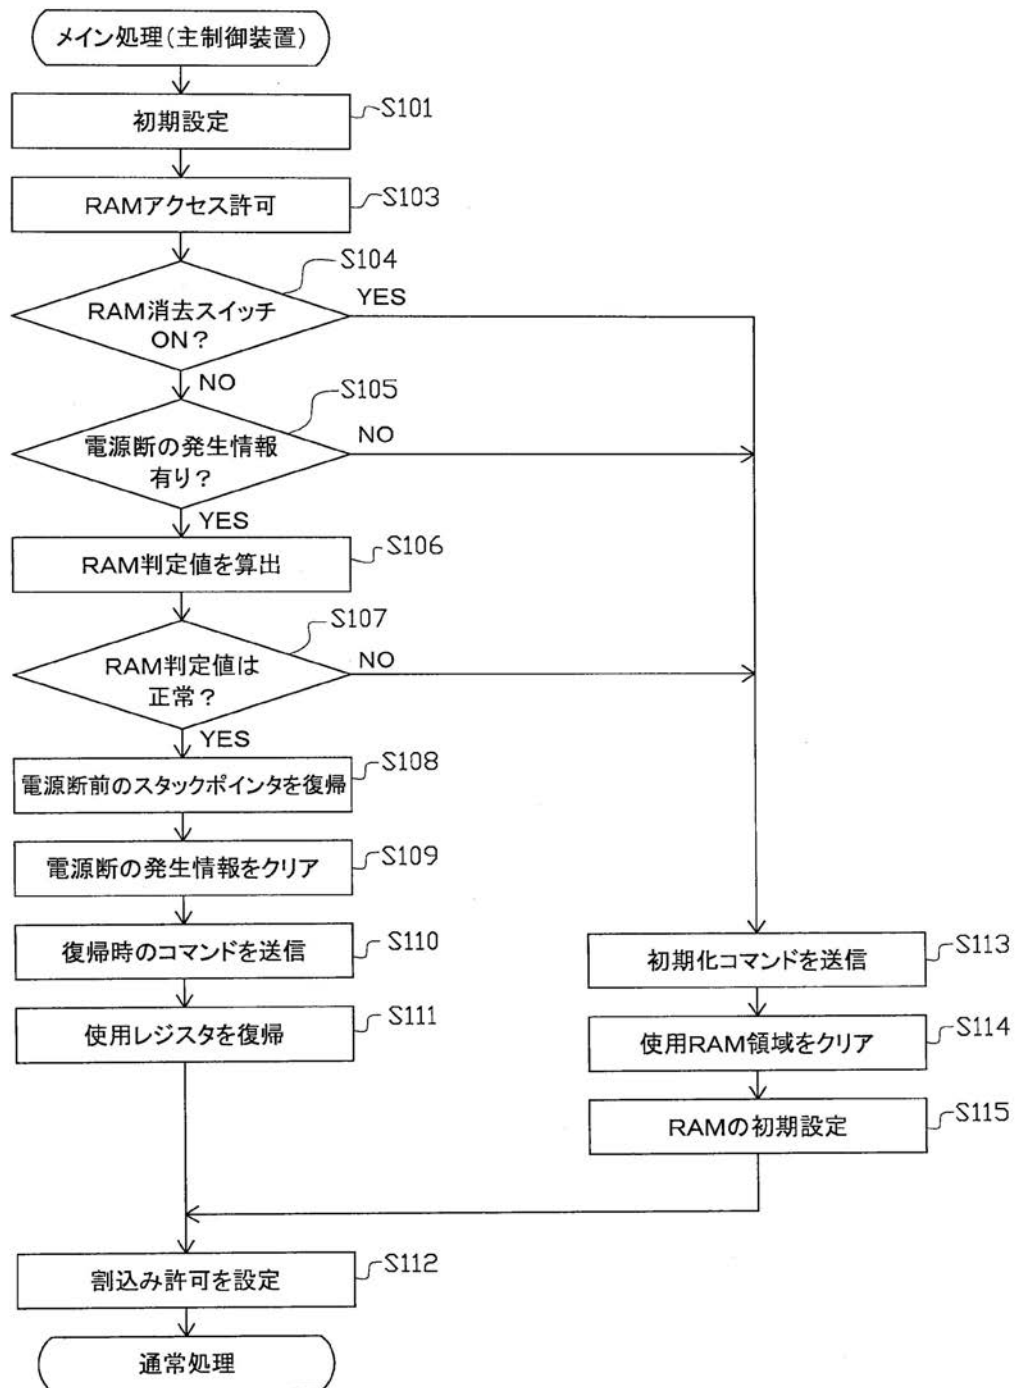 メイン処理(主制御装置)
初期設定
S101
RAMアクセス許可
S103
S104
RAM消去スイッチ
ON?
YES
NO
S105
電源断の発生情報
有り?
NO
YES
RAM判定値を算出
S106
S107
RAM判定値は
正常?
NO
YES
電源断前のスタックポインタを復帰
S108
電源断の発生情報をクリア
S109
復帰時のコマンドを送信
S110
使用レジスタを復帰
S111
初期化コマンドを送信
S113
使用RAM領域をクリア
S114
RAMの初期設定
S115
割込み許可を設定
S112
通常処理